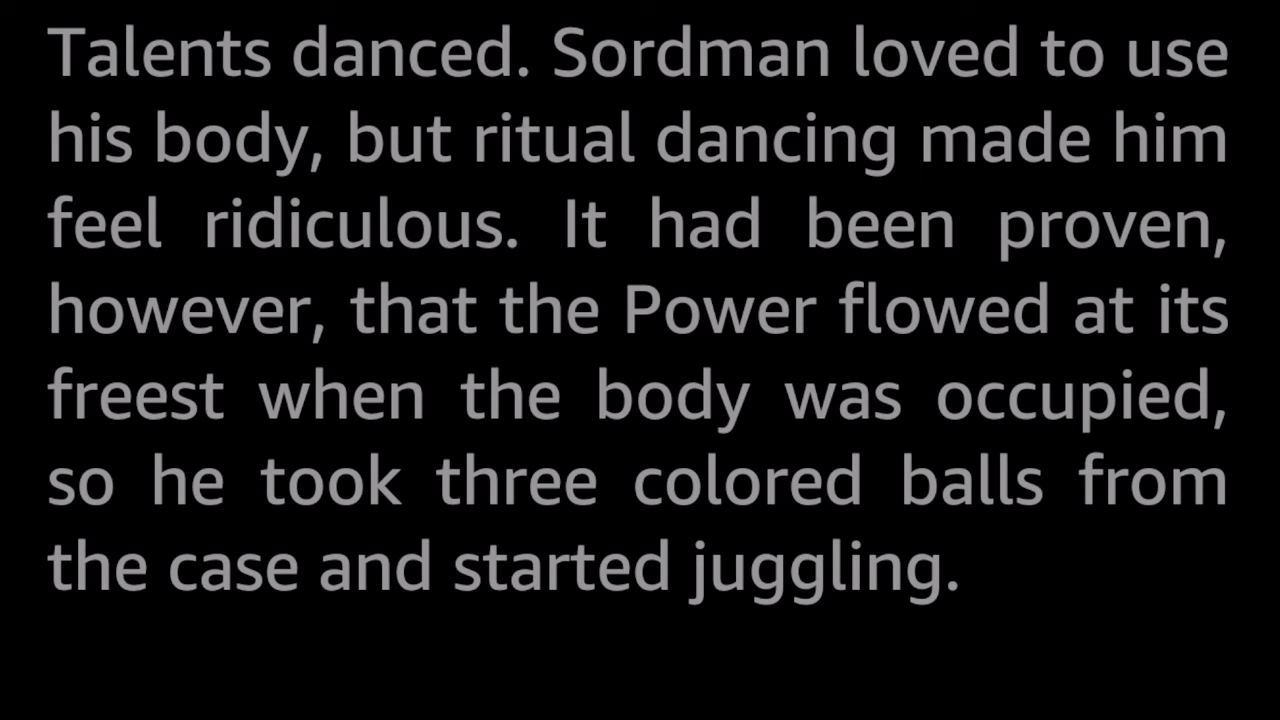 Talents danced. Sordman loved to use
his body, but ritual dancing made him
feel ridiculous. It had been proven,
however, that the Power flowed at its
freest when the body was occupied,
so he took three colored balls from
the case and started juggling.